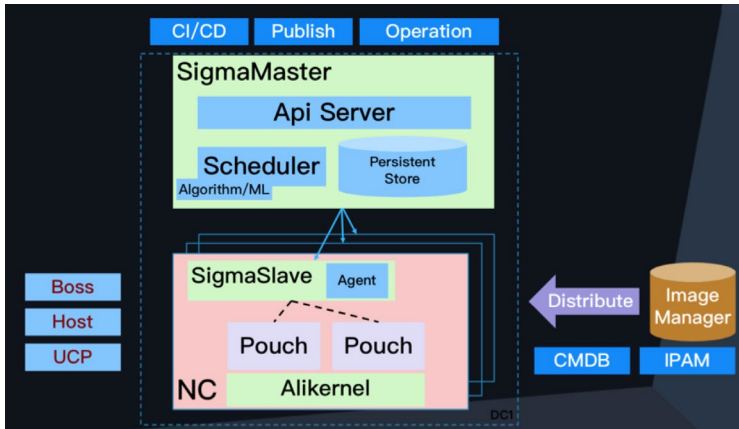 CI/CD
Publish
Operation
SigmaMaster
Api Server
Scheduler
Algorithm/ML
Persistent
Store
SigmaSlave
Agent
Pouch
Pouch
NC
Alikernel
DC1
Boss
Host
UCP
Distribute
Image
Manager
CMDB
IPAM